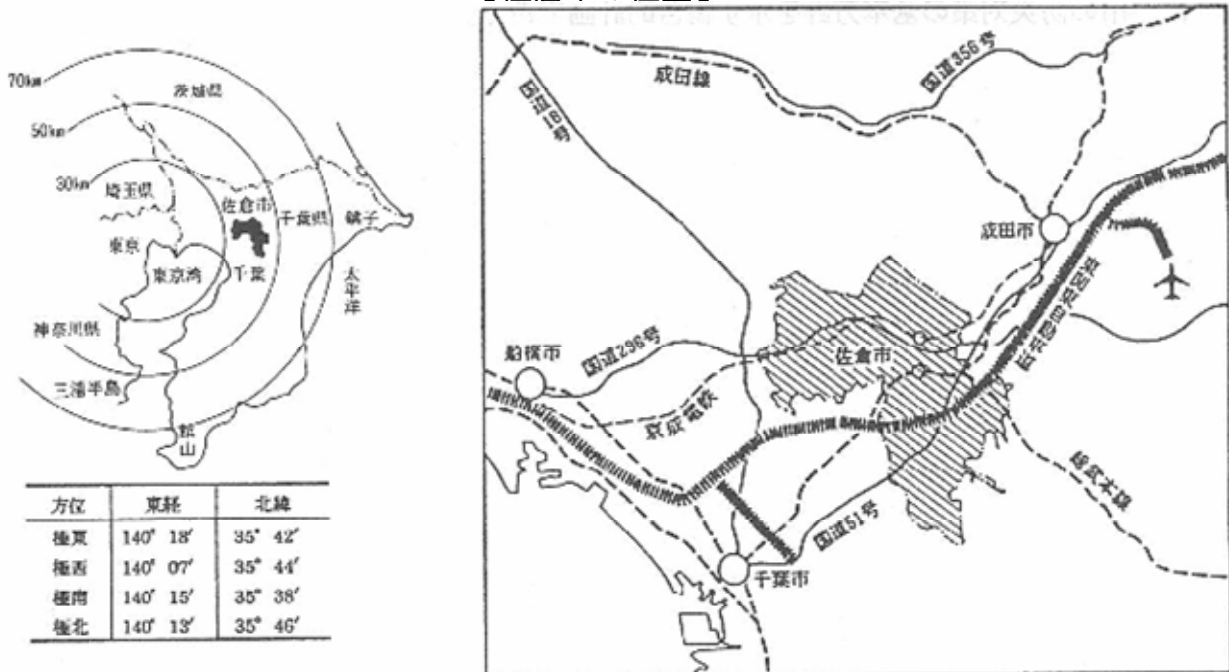 70km
茨城県
50km
30km
埼玉県
佐倉市
千葉県
銚子
東京
東京湾
千葉
太平洋
神奈川県
三浦半島
館山
方位 東経 北緯
極東 140° 18′ 35° 42′
極西 140° 07′ 35° 44′
極南 140° 15′ 35° 38′
極北 140° 13′ 35° 46′
成田線
国道356号
成田市
国道296号
船橋市
佐倉市
京成電鉄
総武本線
国道51号
千葉市